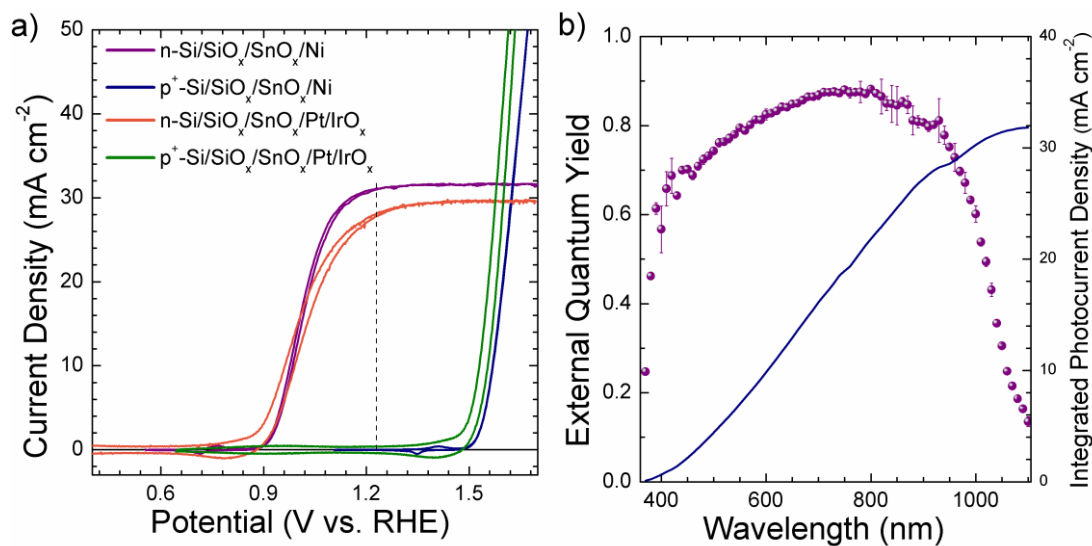 a)
50
40
30
20
10
0
Current Density (mA cm⁻²)
n-Si/SiOₓ/SnOₓ/Ni
p⁺-Si/SiOₓ/SnOₓ/Ni
n-Si/SiOₓ/SnOₓ/Pt/IrOₓ
p⁺-Si/SiOₓ/SnOₓ/Pt/IrOₓ
0.6 0.9 1.2 1.5
Potential (V vs. RHE)
b)
1.0
0.8
0.6
0.4
0.2
0.0
External Quantum Yield
400 600 800 1000
Wavelength (nm)
40
30
20
10
0
Integrated Photocurrent Density (mA cm⁻²)